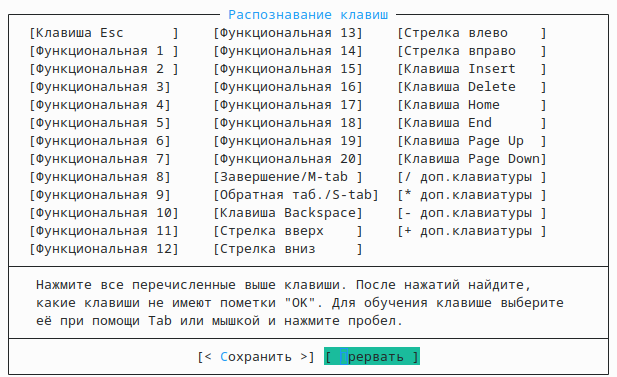 Распознавание клавиш
[Клавиша Esc      ]    [Функциональная 13]    [Стрелка влево    ]
[Функциональная 1 ]    [Функциональная 14]    [Стрелка вправо   ]
[Функциональная 2 ]    [Функциональная 15]    [Клавиша Insert   ]
[Функциональная 3]     [Функциональная 16]    [Клавиша Delete   ]
[Функциональная 4]     [Функциональная 17]    [Клавиша Home     ]
[Функциональная 5]     [Функциональная 18]    [Клавиша End      ]
[Функциональная 6]     [Функциональная 19]    [Клавиша Page Up  ]
[Функциональная 7]     [Функциональная 20]    [Клавиша Page Down]
[Функциональная 8]     [Завершение/M-tab ]    [/ доп.клавиатуры ]
[Функциональная 9]     [Обратная таб./S-tab]  [* доп.клавиатуры ]
[Функциональная 10]    [Клавиша Backspace]    [- доп.клавиатуры ]
[Функциональная 11]    [Стрелка вверх    ]    [+ доп.клавиатуры ]
[Функциональная 12]    [Стрелка вниз     ]
Нажмите все перечисленные выше клавиши. После нажатий найдите,
какие клавиши не имеют пометки "OK". Для обучения клавише выберите
её при помощи Tab или мышкой и нажмите пробел.
[< Сохранить >] [ Прервать ]